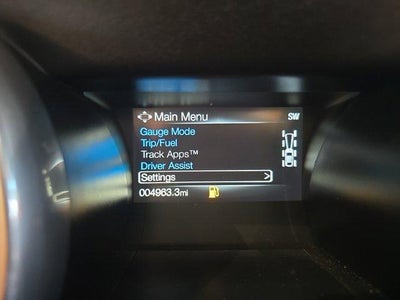 Main Menu
SW
Gauge Mode
Trip/Fuel
Track Apps™
Driver Assist
Settings >
004963.3mi